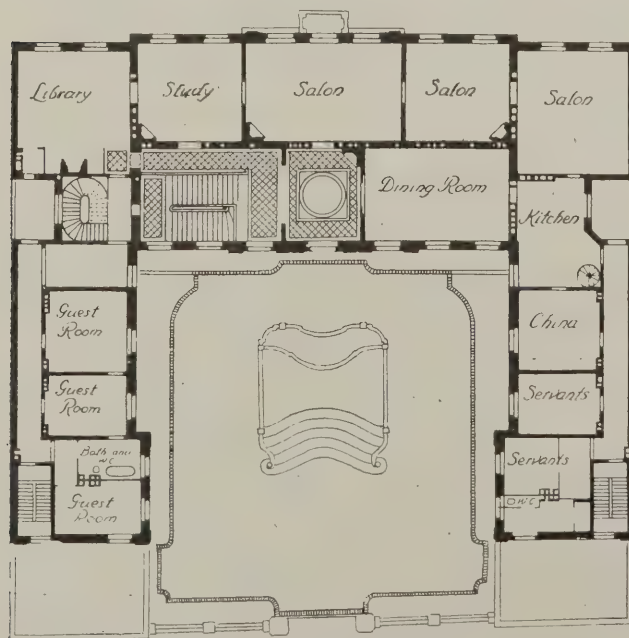 Library
Study
Salon
Salon
Salon
Dining Room
Kitchen
Guest
Room
China
Guest
Room
Servants
Bath and
W.C.
Servants
Guest
Room
W.C.